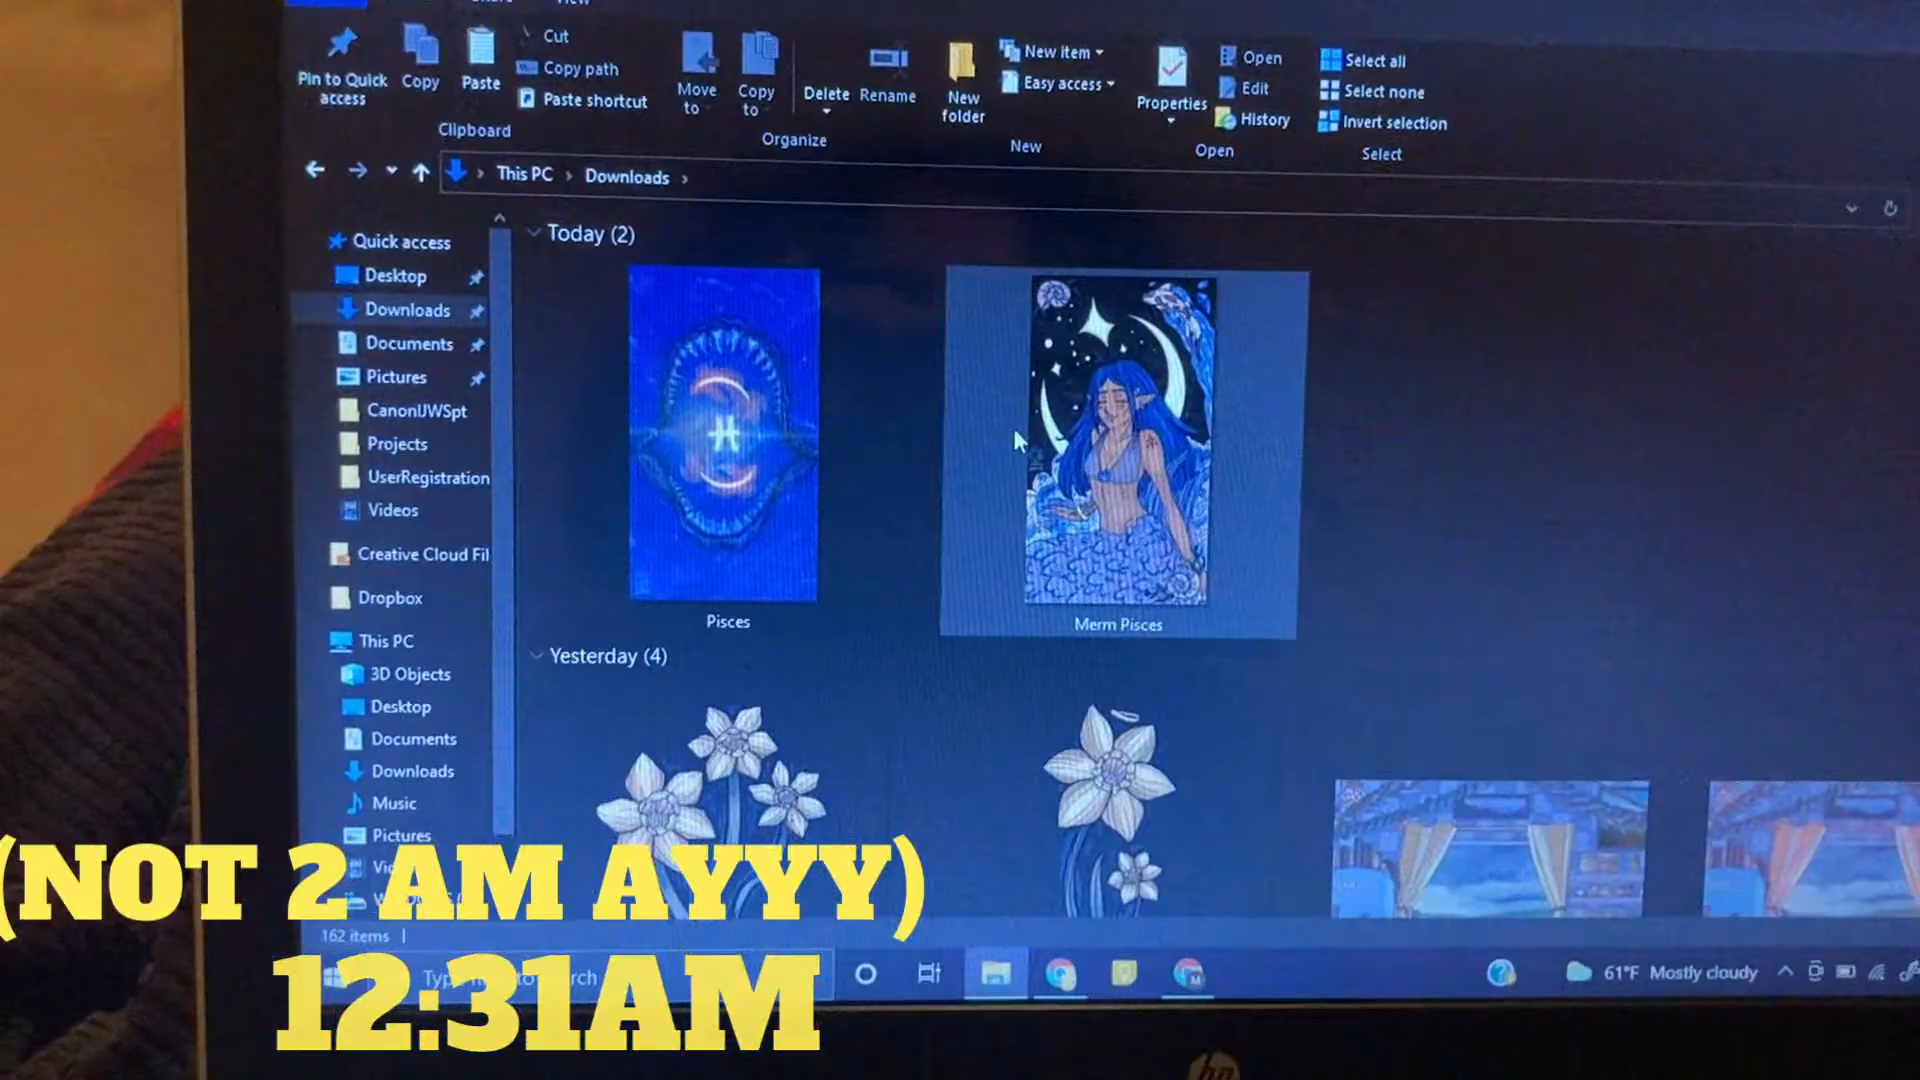 View
Pin to Quick access
Copy
Paste
Cut
Copy path
Paste shortcut
Clipboard
Move to
Copy to
Delete
Rename
Organize
New folder
New item
Easy access
New
Properties
Open
Edit
History
Open
Select all
Select none
Invert selection
Select
This PC > Downloads >
Quick access
Desktop
Downloads
Documents
Pictures
CanonIJWSpt
Projects
UserRegistration
Videos
Creative Cloud Fil
Dropbox
This PC
3D Objects
Desktop
Documents
Downloads
Music
Pictures
Today (2)
Pisces
Merm Pisces
Yesterday (4)
(NOT 2 AM AYYY)
162 items
12:31AM
61°F Mostly cloudy
hp